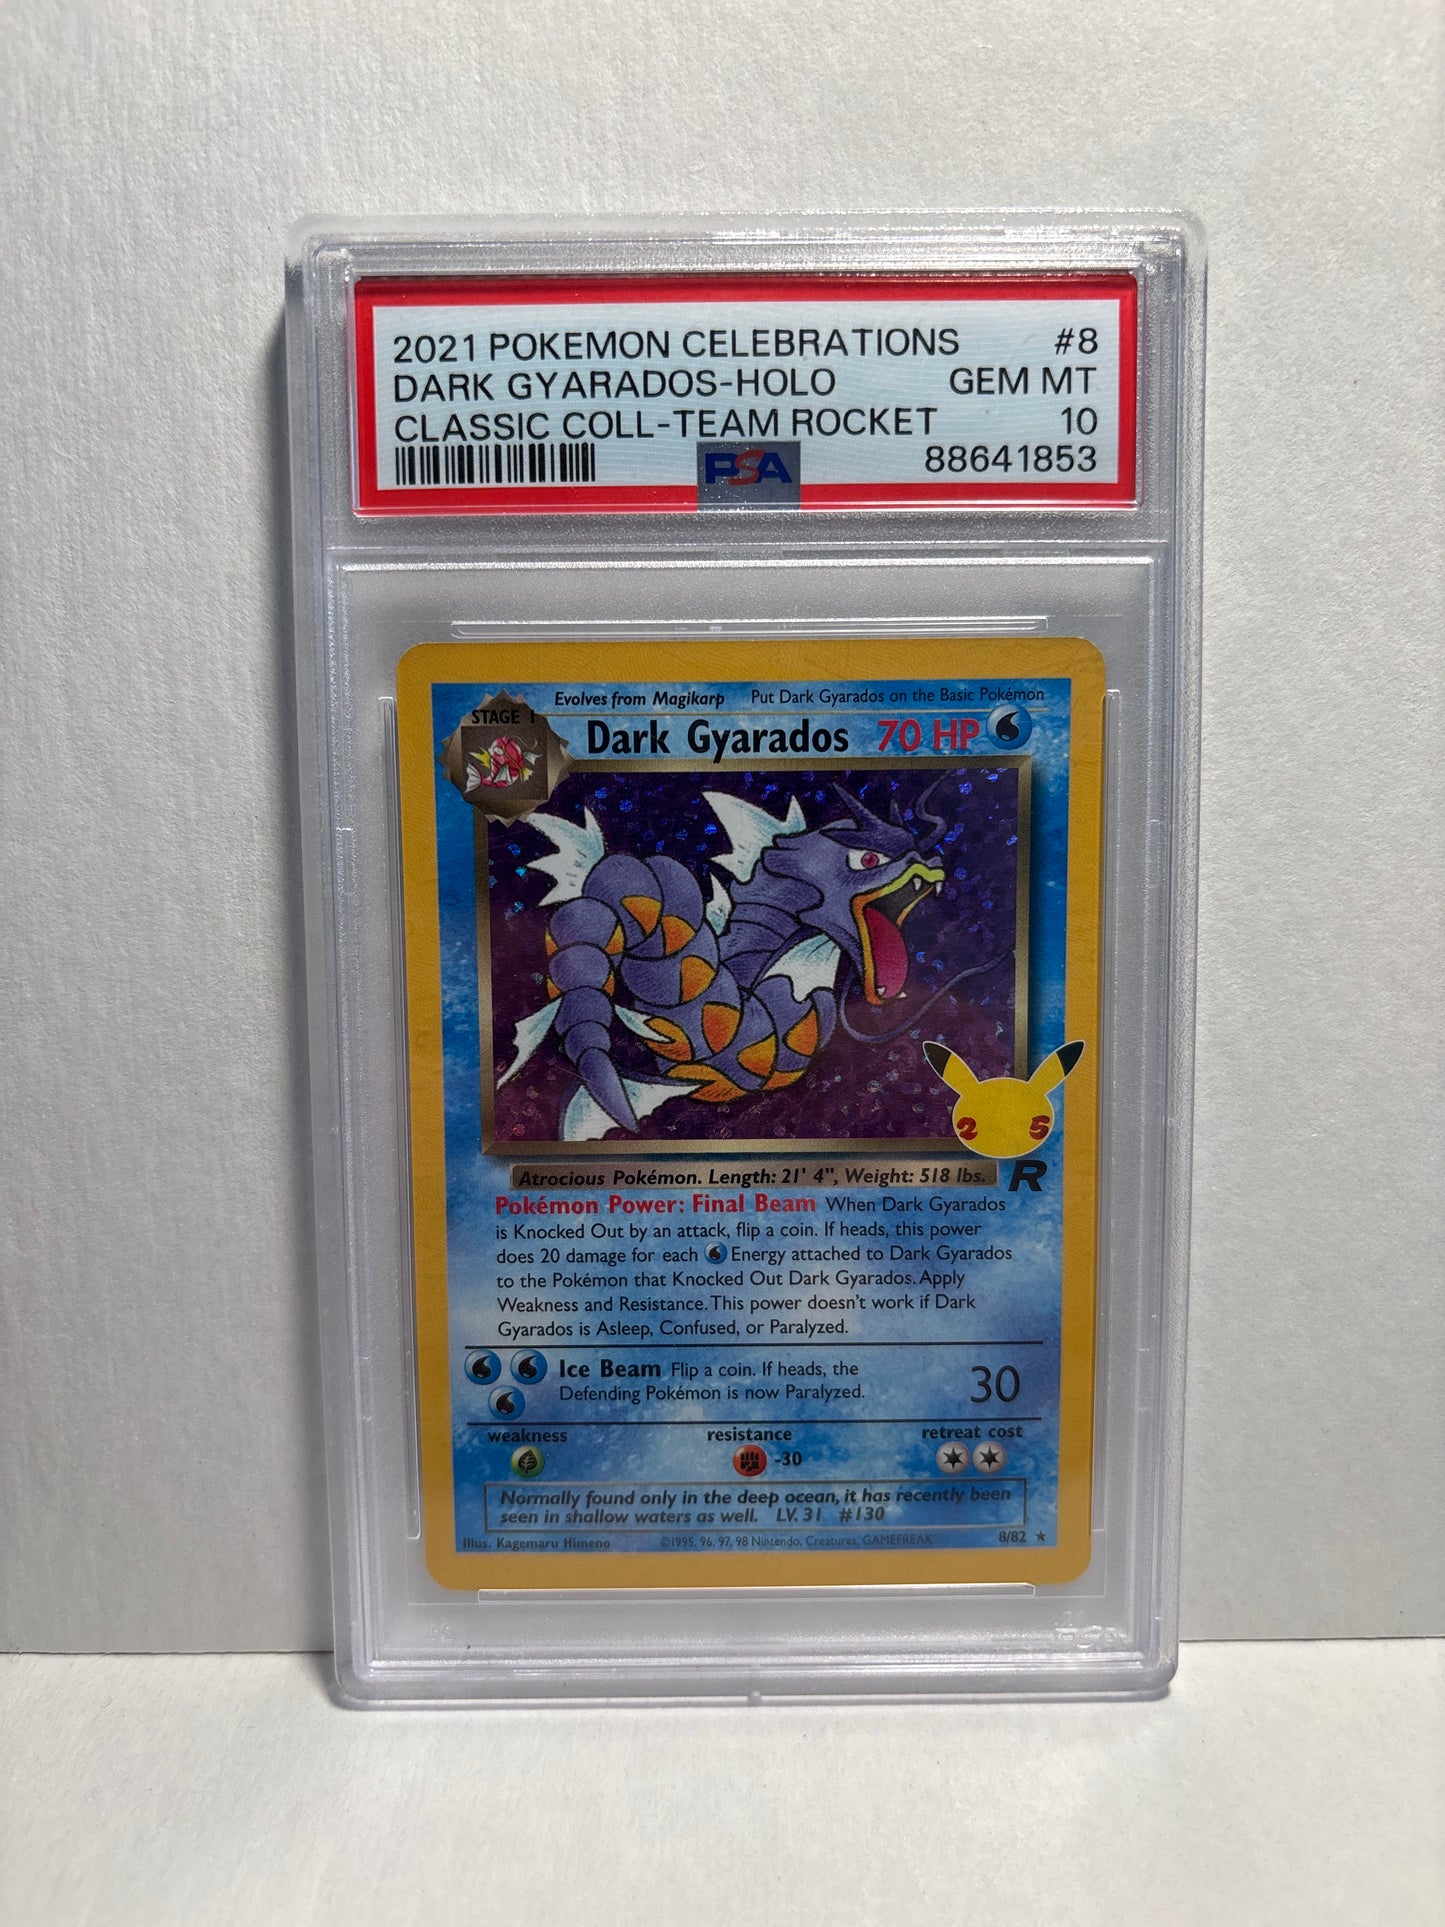 2021 POKEMON CELEBRATIONS #8
DARK GYARADOS-HOLO GEM MT
CLASSIC COLL-TEAM ROCKET 10
PSA 88641853
Evolves from Magikarp Put Dark Gyarados on the Basic Pokémon
STAGE 1
Dark Gyarados 70 HP
2 5
Atrocious Pokémon. Length: 21' 4", Weight: 518 lbs. R
Pokémon Power: Final Beam When Dark Gyarados
is Knocked Out by an attack, flip a coin. If heads, this power
does 20 damage for each Energy attached to Dark Gyarados
to the Pokémon that Knocked Out Dark Gyarados. Apply
Weakness and Resistance. This power doesn't work if Dark
Gyarados is Asleep, Confused, or Paralyzed.
Ice Beam Flip a coin. If heads, the
Defending Pokémon is now Paralyzed.
30
weakness resistance retreat cost
-30
Normally found only in the deep ocean, it has recently been
seen in shallow waters as well. LV. 31 #130
Illus. Kagemaru Himeno ©1995, 96, 97, 98 Nintendo, Creatures, GAMEFREAK. 8/82 ★